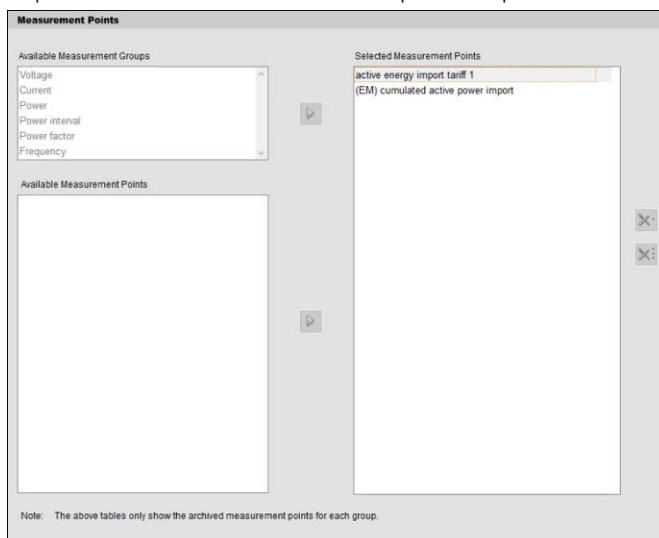 Measurement Points
Available Measurement Groups
Voltage
Current
Power
Power interval
Power factor
Frequency
Available Measurement Points
Selected Measurement Points
active energy import tariff 1
(EM) cumulated active power import
Note: The above tables only show the archived measurement points for each group.